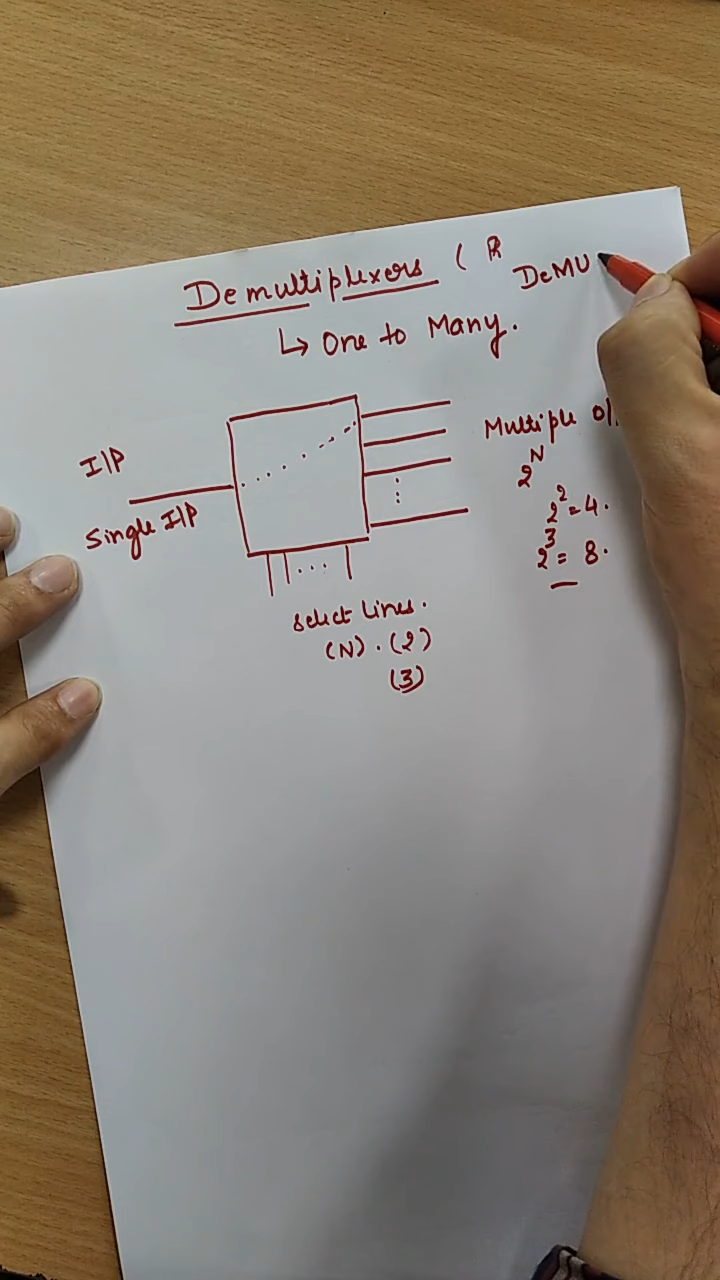 Demultiplexers (
DeMU
↳ One to Many.
I/P
Single I/P
Multiple
2^N
2^2 = 4.
2^3 = 8.
Select Lines.
(N) . (2)
(3)